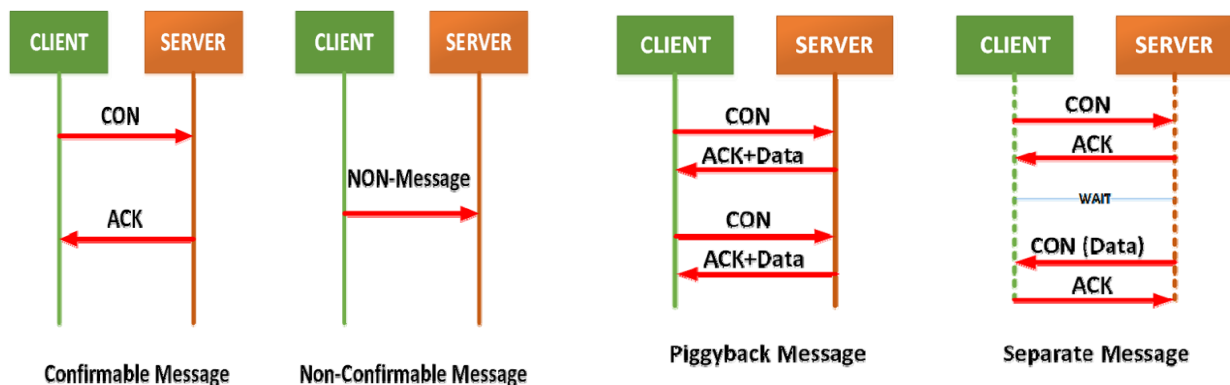 CLIENT
SERVER
CON
ACK
Confirmable Message
CLIENT
SERVER
NON-Message
Non-Confirmable Message
CLIENT
SERVER
CON
ACK+Data
CON
ACK+Data
Piggyback Message
CLIENT
SERVER
CON
ACK
WAIT
CON (Data)
ACK
Separate Message